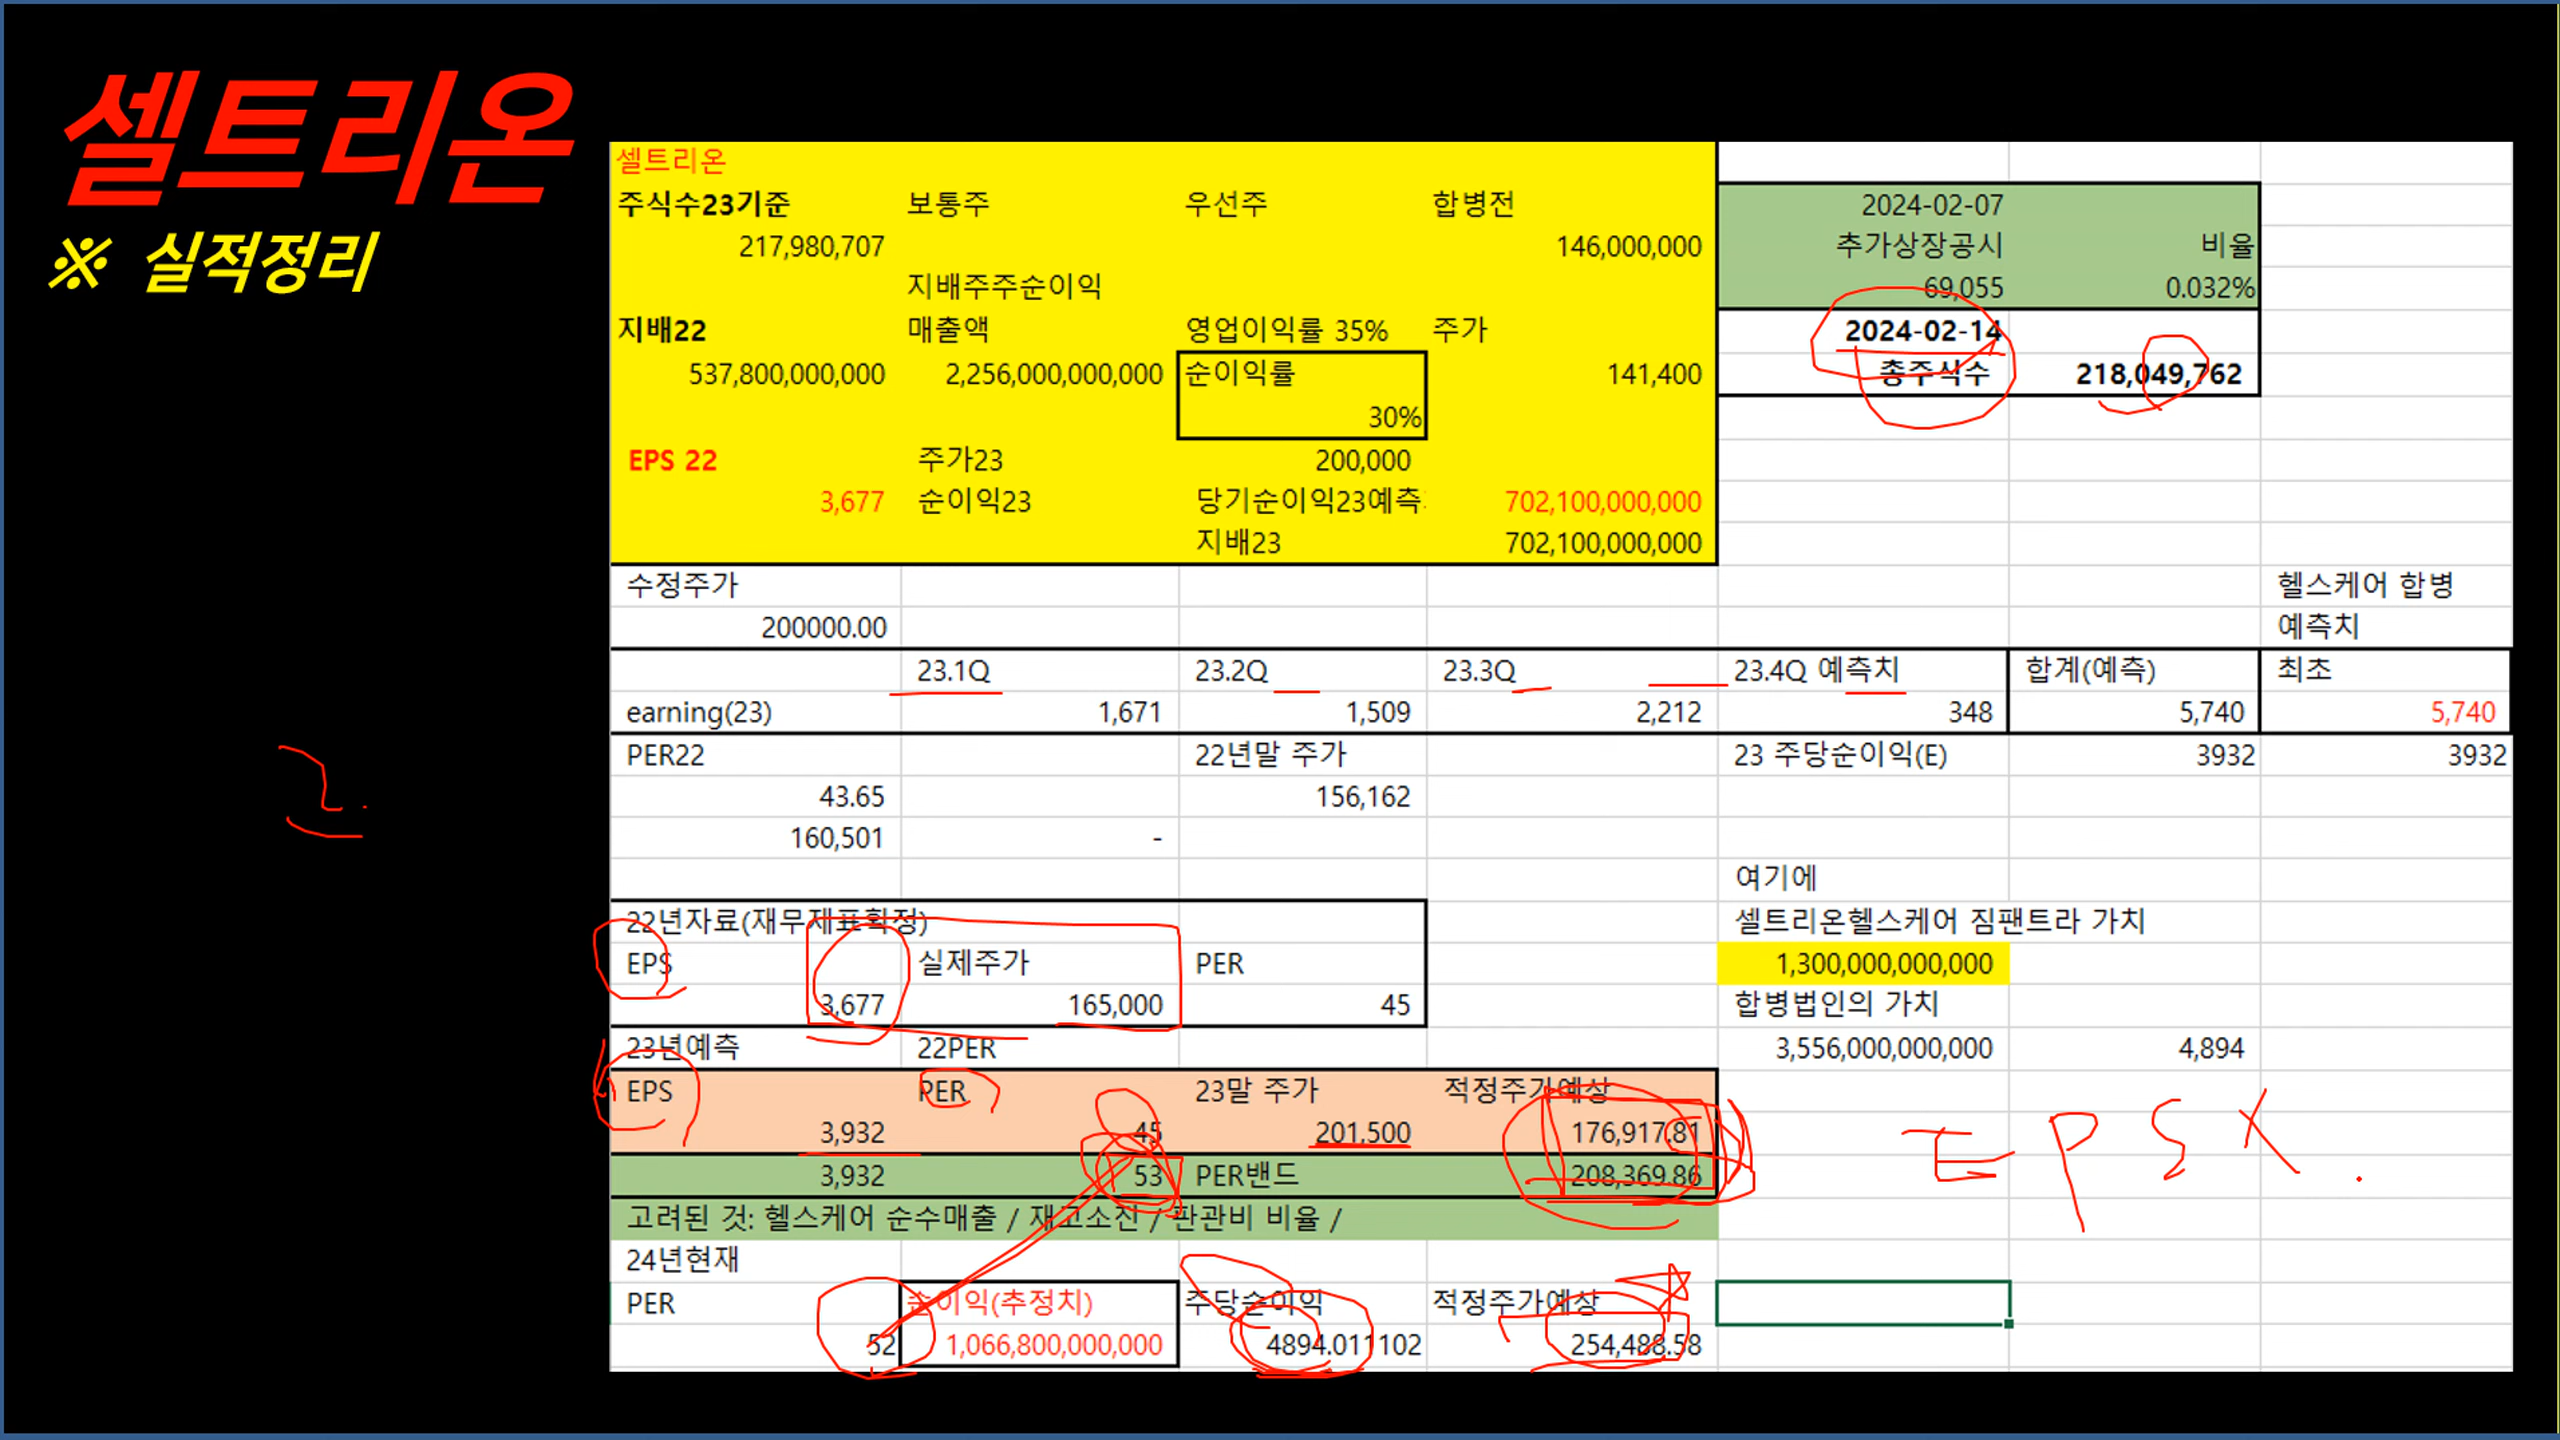 셀트리온
※ 실적정리
셀트리온
주식수23기준 보통주 우선주 합병전
217,980,707 146,000,000
지배주주순이익
지배22 매출액 영업이익률 35% 주가
537,800,000,000 2,256,000,000,000 순이익률 141,400
30%
EPS 22 주가23 200,000
3,677 순이익23 당기순이익23예측 702,100,000,000
지배23 702,100,000,000
2024-02-07
추가상장공시 비율
69,055 0.032%
2024-02-14
총주식수 218,049,762
수정주가 헬스케어 합병
200000.00 예측치
23.1Q 23.2Q 23.3Q 23.4Q 예측치 합계(예측) 최초
earning(23) 1,671 1,509 2,212 348 5,740 5,740
PER22 22년말 주가 23 주당순이익(E) 3932 3932
43.65 156,162
160,501 -
여기에
22년자료(재무제표확정) 셀트리온헬스케어 짐팬트라 가치
EPS 실제주가 PER 1,300,000,000,000
3,677 165,000 45 합병법인의 가치
23년예측 22PER 3,556,000,000,000 4,894
EPS PER 23말 주가 적정주가예상
3,932 45 201,500 176,917.81
3,932 53 PER밴드 208,369.86
고려된 것: 헬스케어 순수매출 / 재고소진 / 판관비 비율 /
24년현재
PER 순이익(추정치) 주당순이익 적정주가예상
52 1,066,800,000,000 4894.011102 254,488.58
2.
EPS X .